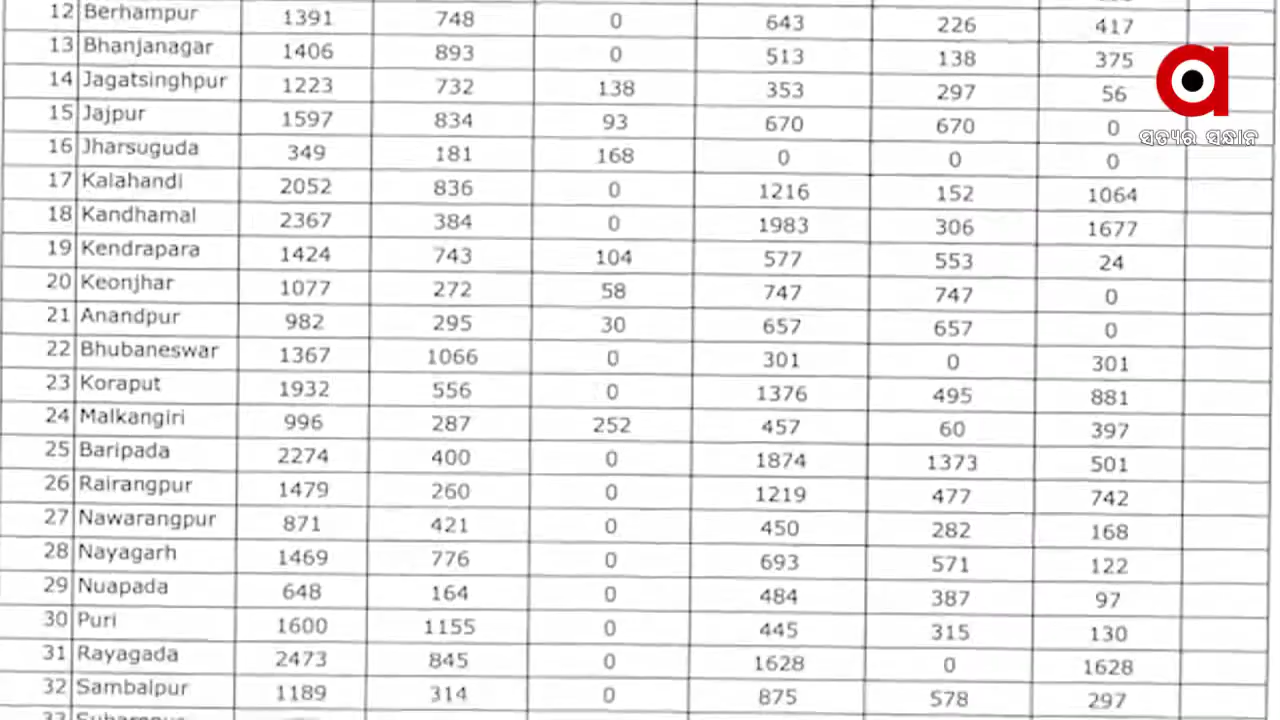 12 Berhampur 1391 748 0 643 226 417
13 Bhanjanagar 1406 893 0 513 138 375
14 Jagatsinghpur 1223 732 138 353 297 56
15 Jajpur 1597 834 93 670 670 0
ସତ୍ୟର ସନ୍ଧାନ
16 Jharsuguda 349 181 168 0 0 0
17 Kalahandi 2052 836 0 1216 152 1064
18 Kandhamal 2367 384 0 1983 306 1677
19 Kendrapara 1424 743 104 577 553 24
20 Keonjhar 1077 272 58 747 747 0
21 Anandpur 982 295 30 657 657 0
22 Bhubaneswar 1367 1066 0 301 0 301
23 Koraput 1932 556 0 1376 495 881
24 Malkangiri 996 287 252 457 60 397
25 Baripada 2274 400 0 1874 1373 501
26 Rairangpur 1479 260 0 1219 477 742
27 Nawarangpur 871 421 0 450 282 168
28 Nayagarh 1469 776 0 693 571 122
29 Nuapada 648 164 0 484 387 97
30 Puri 1600 1155 0 445 315 130
31 Rayagada 2473 845 0 1628 0 1628
32 Sambalpur 1189 314 0 875 578 297